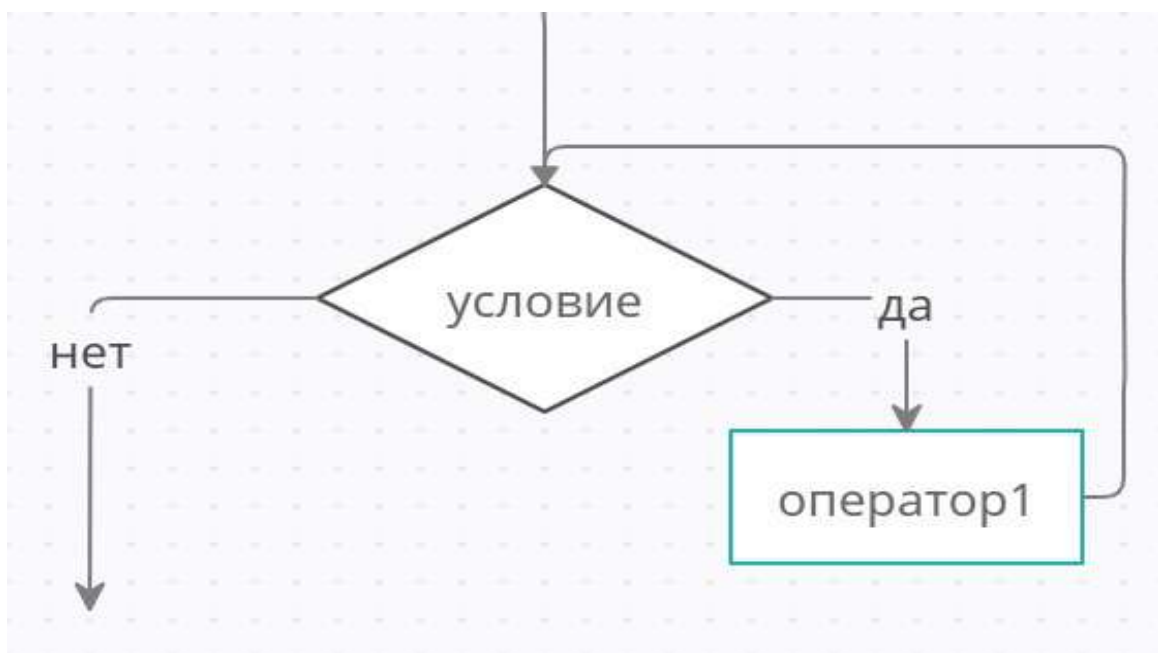 условие
да
нет
оператор1